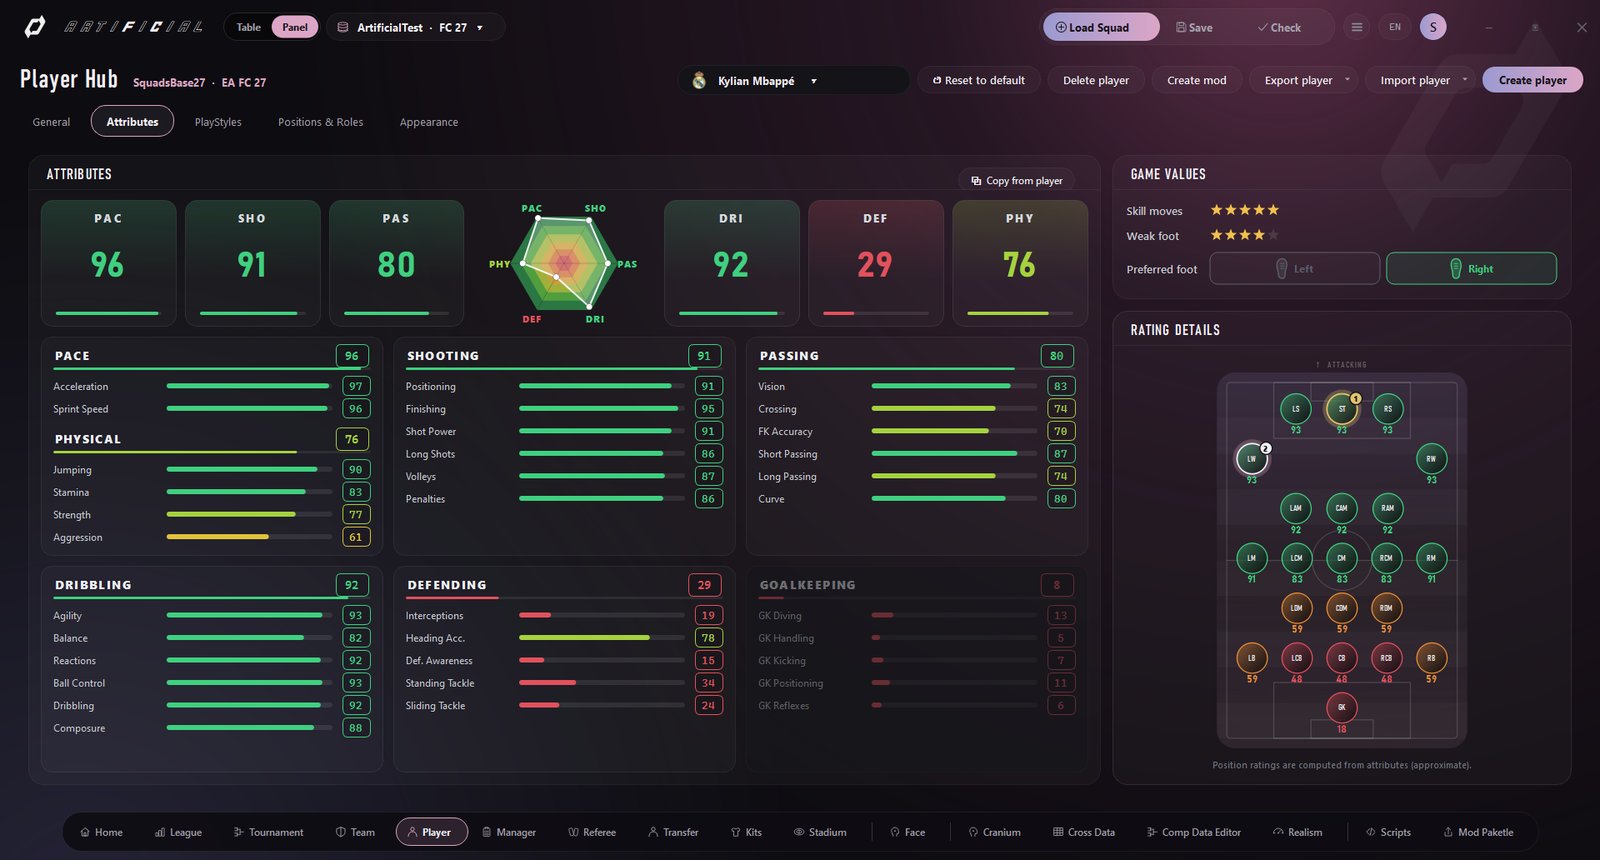 ARTIFICIAL
Table
Panel
ArtificialTest · FC 27
Load Squad
Save
Check
EN
S
Player Hub
SquadsBase27 · EA FC 27
Kylian Mbappé
Reset to default
Delete player
Create mod
Export player
Import player
Create player
General
Attributes
PlayStyles
Positions & Roles
Appearance
ATTRIBUTES
Copy from player
PAC
96
SHO
91
PAS
80
PAC
SHO
PHY
PAS
DEF
DRI
DRI
92
DEF
29
PHY
76
PACE 96
Acceleration 97
Sprint Speed 96
PHYSICAL 76
Jumping 90
Stamina 83
Strength 77
Aggression 61
SHOOTING 91
Positioning 91
Finishing 95
Shot Power 91
Long Shots 86
Volleys 87
Penalties 86
PASSING 80
Vision 83
Crossing 74
FK Accuracy 70
Short Passing 87
Long Passing 74
Curve 80
DRIBBLING 92
Agility 93
Balance 82
Reactions 92
Ball Control 93
Dribbling 92
Composure 88
DEFENDING 29
Interceptions 19
Heading Acc. 78
Def. Awareness 15
Standing Tackle 34
Sliding Tackle 24
GOALKEEPING 8
GK Diving 13
GK Handling 5
GK Kicking 7
GK Positioning 11
GK Reflexes 6
GAME VALUES
Skill moves
Weak foot
Preferred foot
Left
Right
RATING DETAILS
↑ ATTACKING
LS ST 1 RS
93 93 93
LW 2 RW
93 93
LAM CAM RAM
92 92 92
LM LCM CM RCM RM
91 83 83 83 91
LDM CDM RDM
59 59 59
LB LCB CB RCB RB
59 48 48 48 59
GK
18
Position ratings are computed from attributes (approximate).
Home
League
Tournament
Team
Player
Manager
Referee
Transfer
Kits
Stadium
Face
Cranium
Cross Data
Comp Data Editor
Realism
Scripts
Mod Paketle